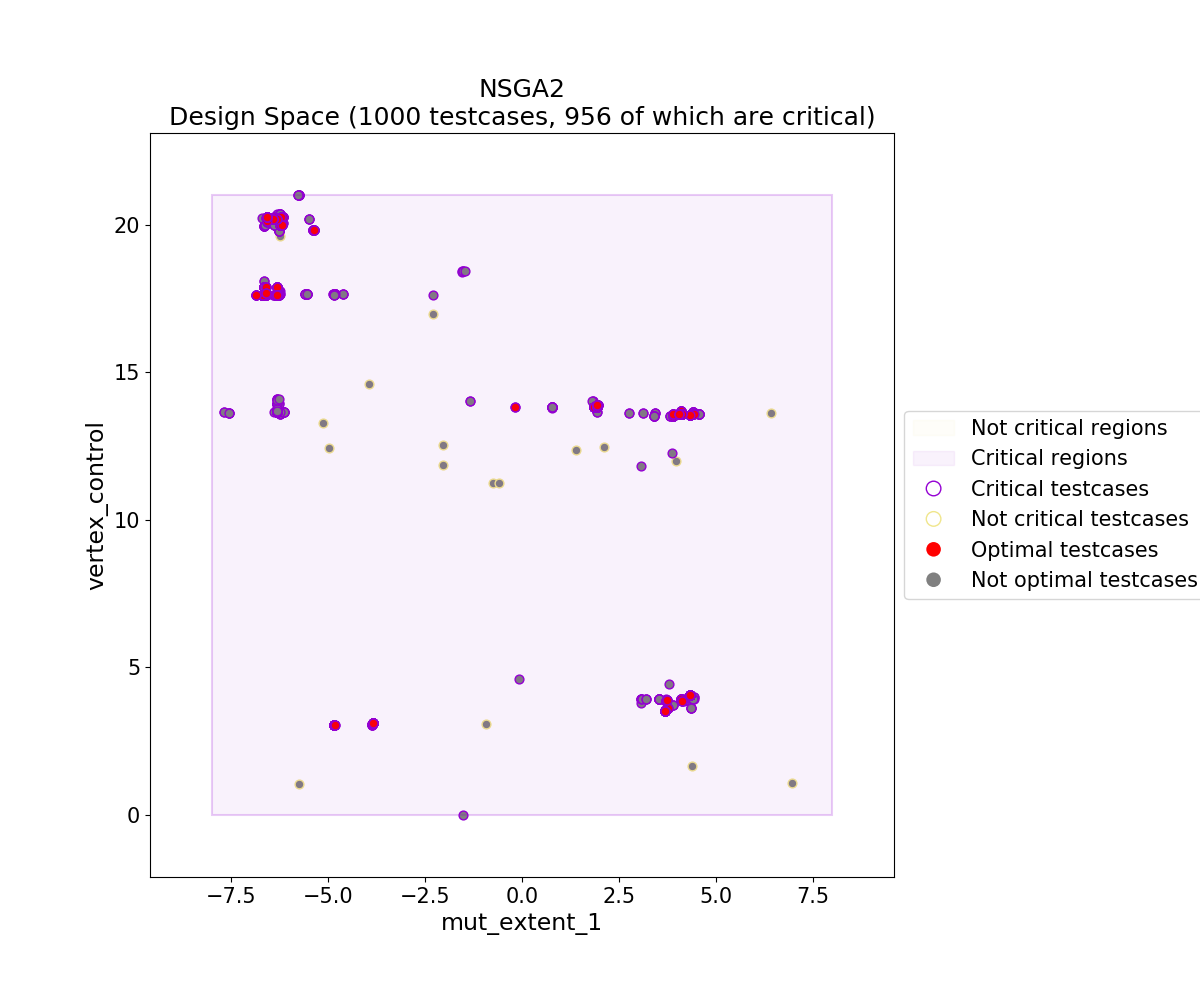 NSGA2
Design Space (1000 testcases, 956 of which are critical)
20
15
10
5
0
vertex_control
−7.5
−5.0
−2.5
0.0
2.5
5.0
7.5
mut_extent_1
Not critical regions
Critical regions
Critical testcases
Not critical testcases
Optimal testcases
Not optimal testcases